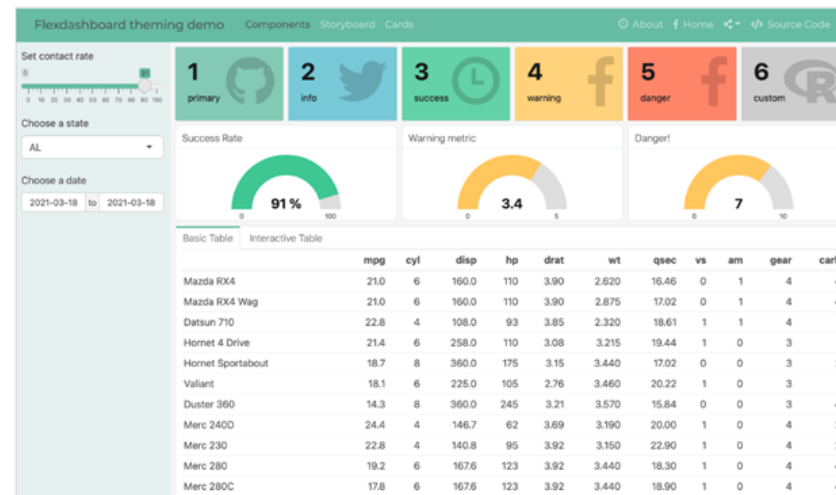 Flexdashboard theming demo Components Storyboard Cards About Home Source Code
Set contact rate
0 91
0 10 20 30 40 50 60 70 80 90 100
Choose a state
AL
Choose a date
2021-03-18 to 2021-03-18
1 2 3 4 5 6
primary info success warning danger custom
Success Rate Warning metric Danger!
91 % 3.4 7
0 100 0 5 0 10
Basic Table Interactive Table
mpg cyl disp hp drat wt qsec vs am gear
Mazda RX4 21.0 6 160.0 110 3.90 2.620 16.46 0 1 4
Mazda RX4 Wag 21.0 6 160.0 110 3.90 2.875 17.02 0 1 4
Datsun 710 22.8 4 108.0 93 3.85 2.320 18.61 1 1 4
Hornet 4 Drive 21.4 6 258.0 110 3.08 3.215 19.44 1 0 3
Hornet Sportabout 18.7 8 360.0 175 3.15 3.440 17.02 0 0 3
Valiant 18.1 6 225.0 105 2.76 3.460 20.22 1 0 3
Duster 360 14.3 8 360.0 245 3.21 3.570 15.84 0 0 3
Merc 240D 24.4 4 146.7 62 3.69 3.190 20.00 1 0 4
Merc 230 22.8 4 140.8 95 3.92 3.150 22.90 1 0 4
Merc 280 19.2 6 167.6 123 3.92 3.440 18.30 1 0 4
Merc 280C 17.8 6 167.6 123 3.92 3.440 18.90 1 0 4